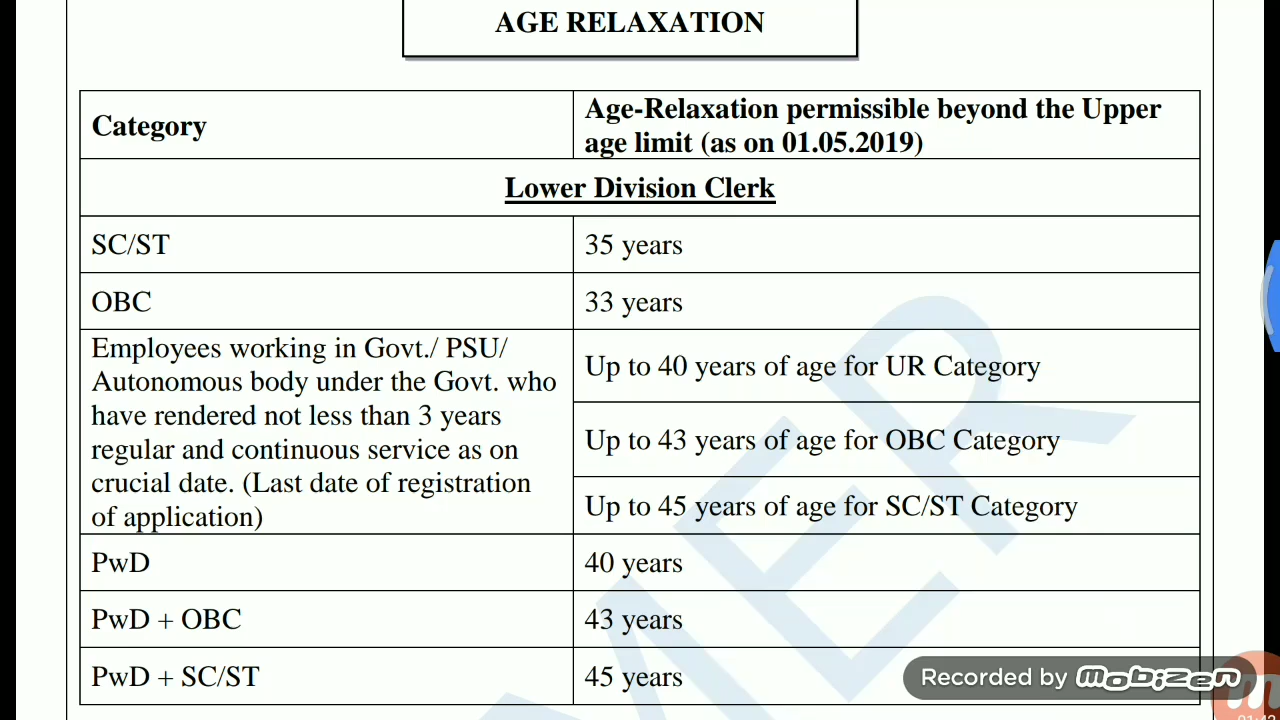 AGE RELAXATION
Category
Age-Relaxation permissible beyond the Upper
age limit (as on 01.05.2019)
Lower Division Clerk
SC/ST
35 years
OBC
33 years
Employees working in Govt./ PSU/
Autonomous body under the Govt. who
have rendered not less than 3 years
regular and continuous service as on
crucial date. (Last date of registration
of application)
Up to 40 years of age for UR Category
Up to 43 years of age for OBC Category
Up to 45 years of age for SC/ST Category
PwD
40 years
PwD + OBC
43 years
PwD + SC/ST
45 years
Recorded by mobizen
MER